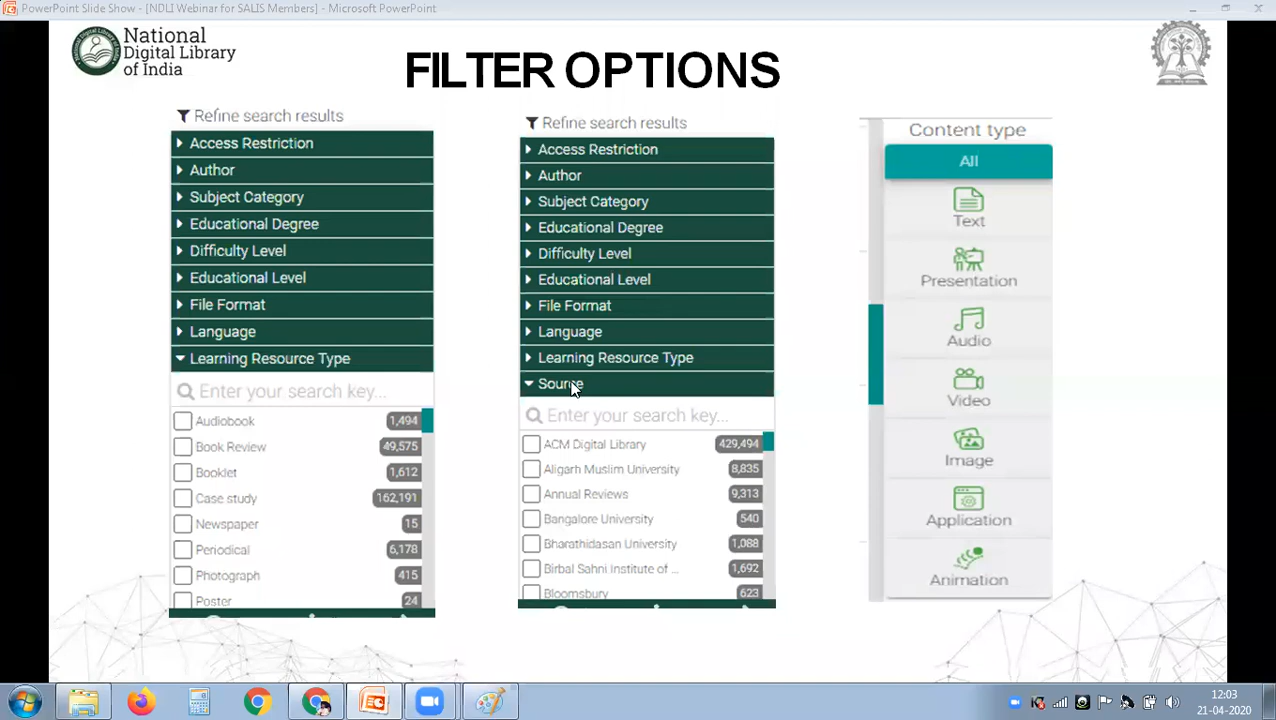 PowerPoint Slide Show - [NDLI Webinar for SALIS Members] - Microsoft PowerPoint
National
Digital Library
of India
FILTER OPTIONS
Refine search results
Access Restriction
Author
Subject Category
Educational Degree
Difficulty Level
Educational Level
File Format
Language
Learning Resource Type
Enter your search key...
Audiobook 1,494
Book Review 49,575
Booklet 1,612
Case study 162,191
Newspaper 15
Periodical 6,178
Photograph 415
Poster 24
Refine search results
Access Restriction
Author
Subject Category
Educational Degree
Difficulty Level
Educational Level
File Format
Language
Learning Resource Type
Source
Enter your search key...
ACM Digital Library 429,494
Aligarh Muslim University 8,835
Annual Reviews 9,313
Bangalore University 540
Bharathidasan University 1,088
Birbal Sahni Institute of ... 1,692
Bloomsbury 623
Content type
All
Text
Presentation
Audio
Video
Image
Application
Animation
12:03
21-04-2020